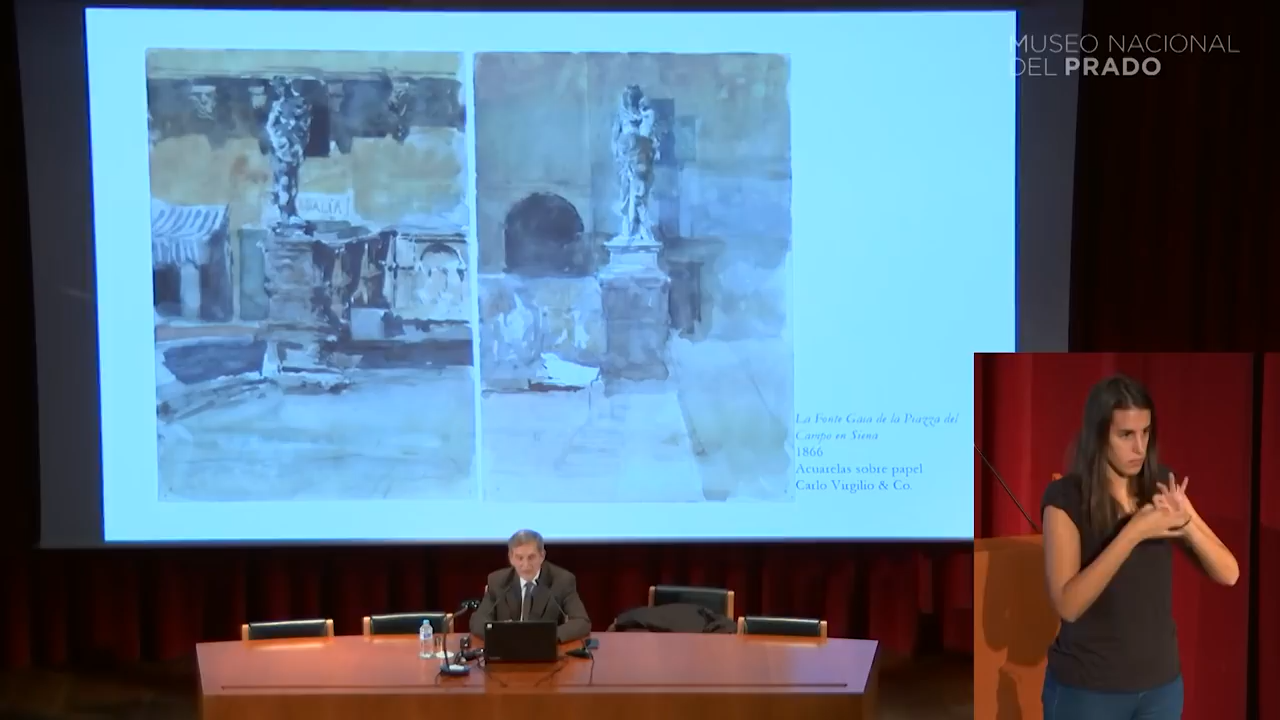 MUSEO NACIONAL
DEL PRADO
La Fonte Gaia de la Piazza del
Campo en Siena
1866
Acuarelas sobre papel
Carlo Virgilio & Co.